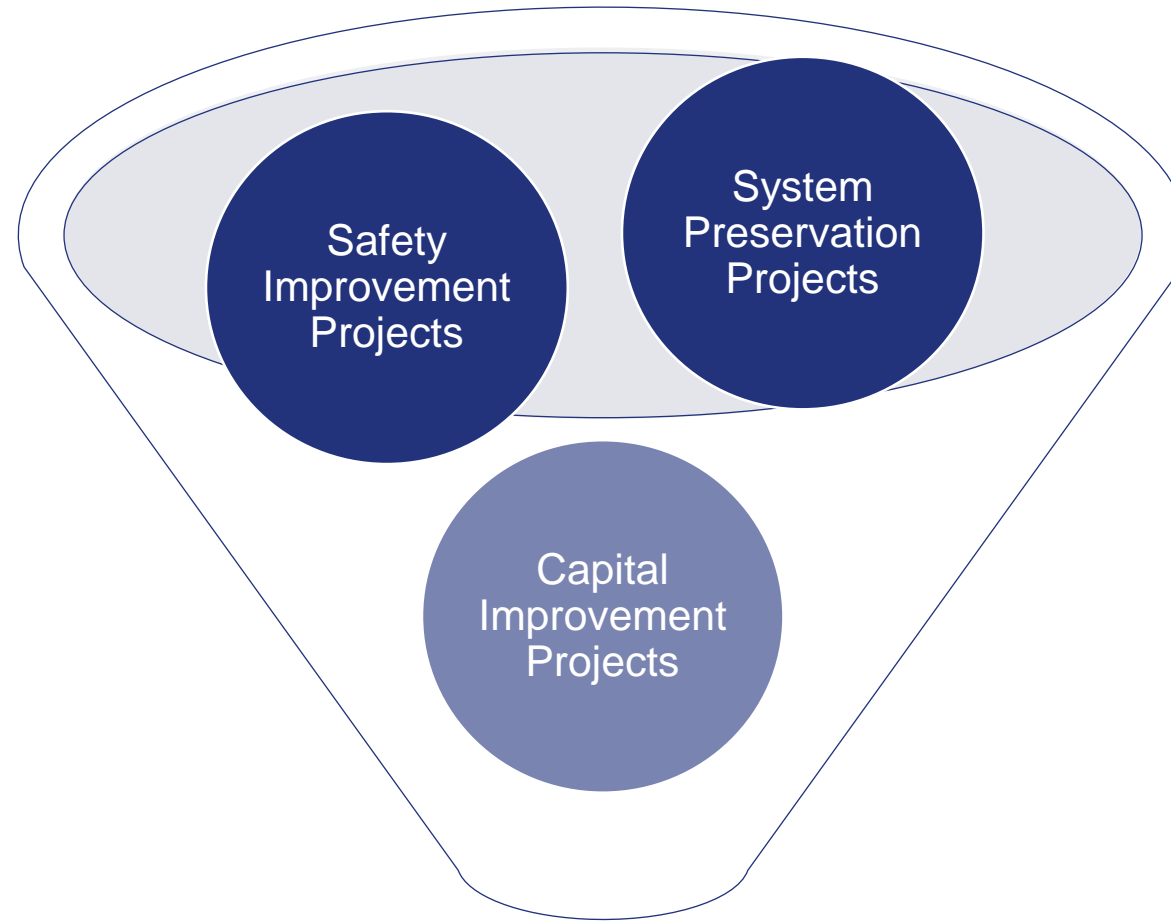 Safety
Improvement
Projects
System
Preservation
Projects
Capital
Improvement
Projects